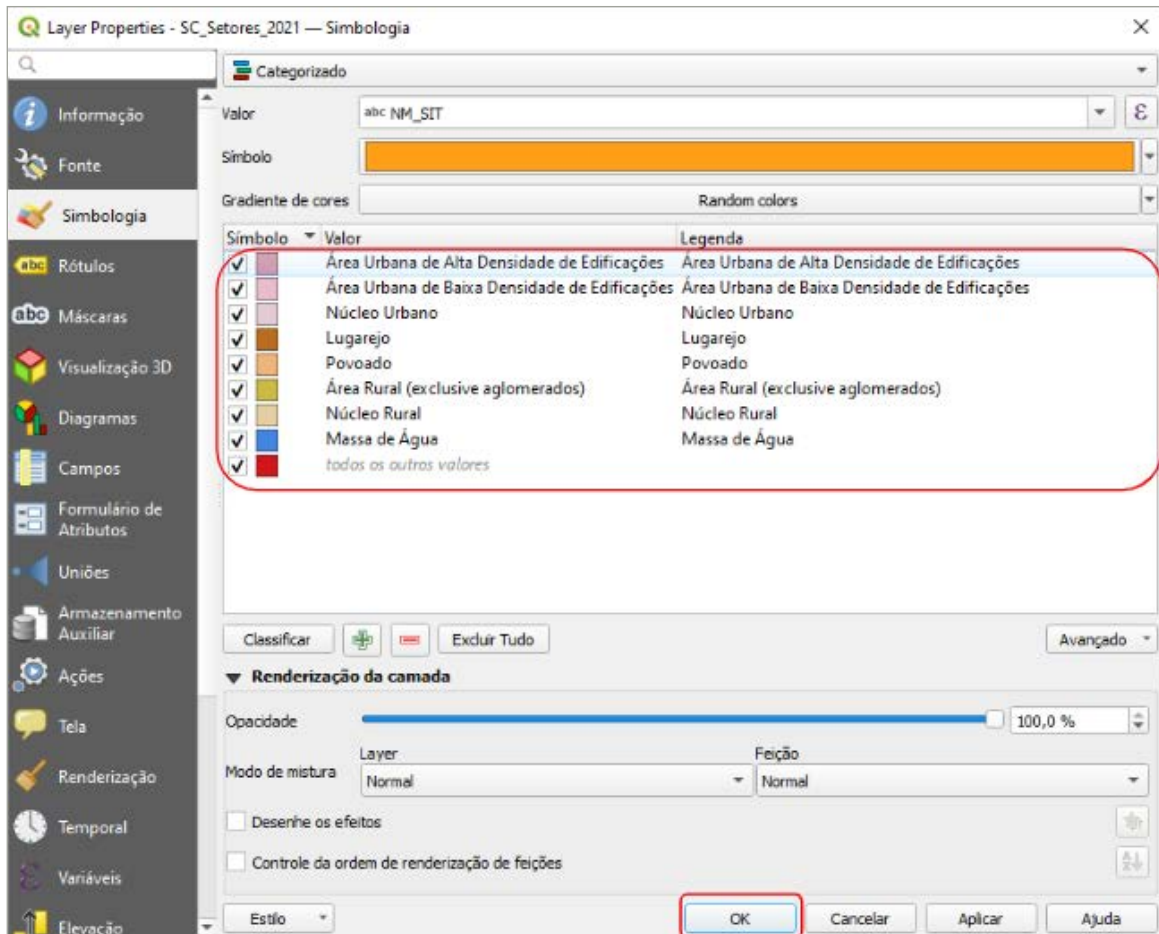 Layer Properties - SC_Setores_2021 — Simbologia
Categorizado
Informação
Fonte
Simbologia
abc Rótulos
abc Máscaras
Visualização 3D
Diagramas
Campos
Formulário de
Atributos
Uniões
Armazenamento
Auxiliar
Ações
Tela
Renderização
Temporal
Variáveis
Elevação
Valor abc NM_SIT ε
Símbolo
Gradiente de cores Random colors
Símbolo Valor Legenda
Área Urbana de Alta Densidade de Edificações Área Urbana de Alta Densidade de Edificações
Área Urbana de Baixa Densidade de Edificações Área Urbana de Baixa Densidade de Edificações
Núcleo Urbano Núcleo Urbano
Lugarejo Lugarejo
Povoado Povoado
Área Rural (exclusive aglomerados) Área Rural (exclusive aglomerados)
Núcleo Rural Núcleo Rural
Massa de Água Massa de Água
todos os outros valores
Classificar Excluir Tudo Avançado
Renderização da camada
Opacidade 100,0 %
Layer Feição
Modo de mistura Normal Normal
Desenhe os efeitos
Controle da ordem de renderização de feições
Estilo OK Cancelar Aplicar Ajuda